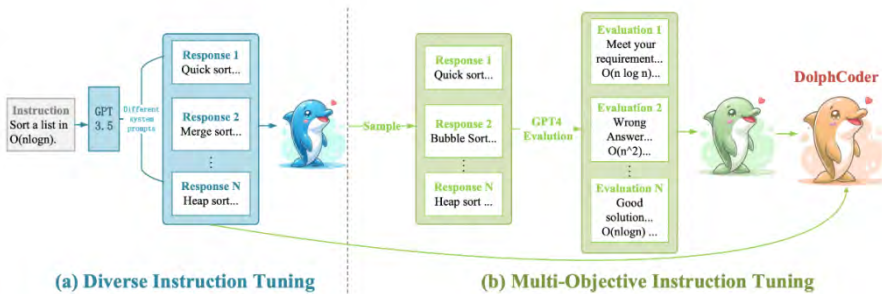 Instruction
Sort a list in
O(nlogn).
GPT
3.5
Different
system
prompts
Response 1
Quick sort...
Response 2
Merge sort...
Response N
Heap sort...
Sample
Response 1
Quick sort...
Response 2
Bubble Sort...
Response N
Heap sort ...
GPT4
Evalution
Evaluation 1
Meet your
requirement...
O(n log n)...
Evaluation 2
Wrong
Answer...
O(n^2)...
Evaluation N
Good
solution...
O(nlogn) ...
DolphCoder
(a) Diverse Instruction Tuning
(b) Multi-Objective Instruction Tuning